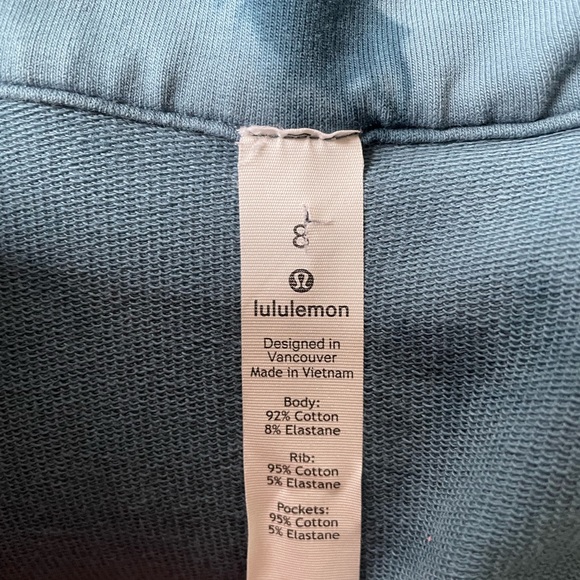 8
lululemon
Designed in
Vancouver
Made in Vietnam
Body:
92% Cotton
8% Elastane
Rib:
95% Cotton
5% Elastane
Pockets:
95% Cotton
5% Elastane